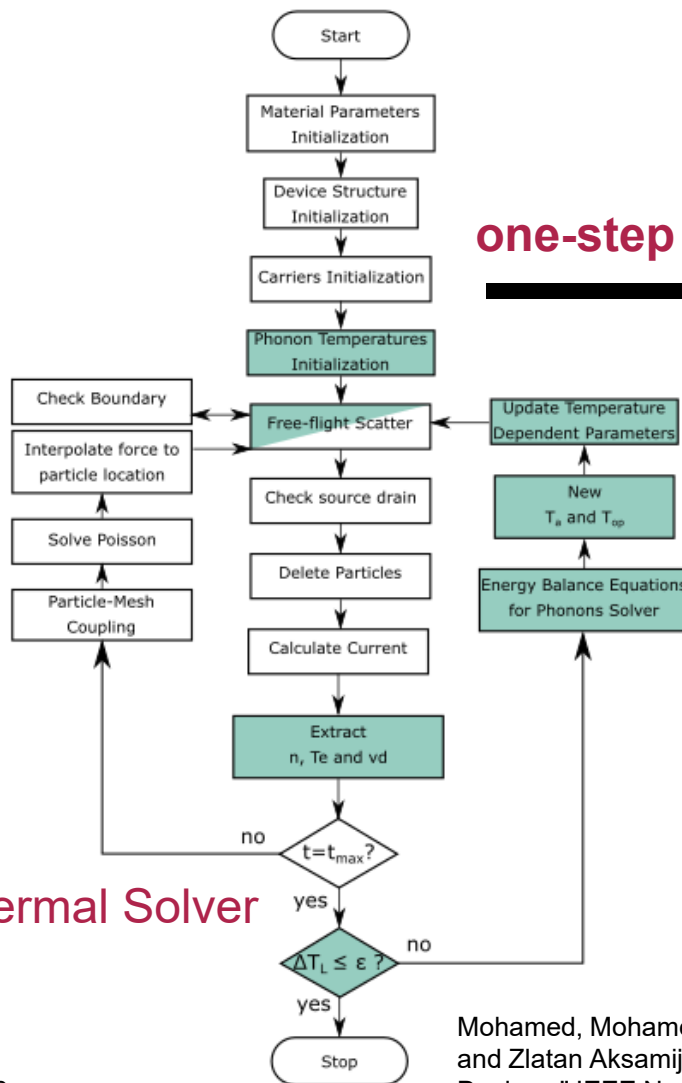 Start
Material Parameters
Initialization
Device Structure
Initialization
one-step
Carriers Initialization
Phonon Temperatures
Initialization
Check Boundary
Free-flight Scatter
Update Temperature
Dependent Parameters
Interpolate force to
particle location
Check source drain
New
Ta and Top
Solve Poisson
Delete Particles
Energy Balance Equations
for Phonons Solver
Particle-Mesh
Coupling
Calculate Current
Extract
n, Te and vd
no
t=tmax?
yes
ermal Solver
ΔTL ≤ ε ?
no
yes
Stop
Mohamed, Mohame
and Zlatan Aksamij